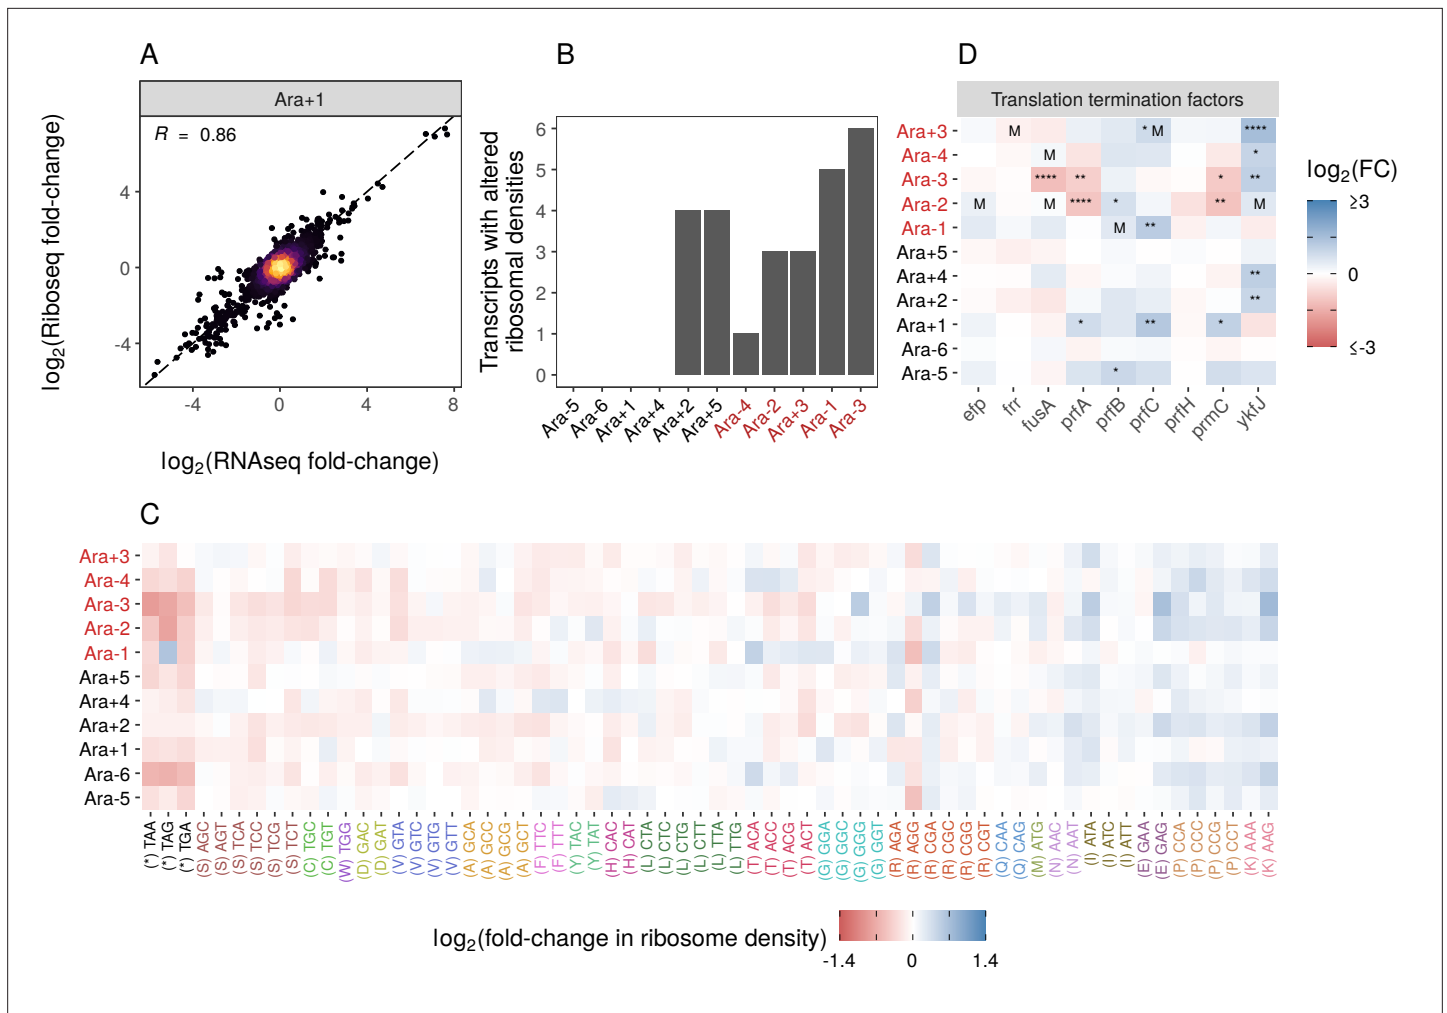 A
Ara+1
R = 0.86
log2(Riboseq fold-change)
4
0
-4
-4
0
4
8
log2(RNAseq fold-change)
B
Transcripts with altered
ribosomal densities
6
5
4
3
2
1
0
Ara-5
Ara-6
Ara+1
Ara+4
Ara+2
Ara+5
Ara-4
Ara-2
Ara+3
Ara-1
Ara-3
D
Translation termination factors
Ara+3 M * M ****
Ara-4 M *
Ara-3 **** ** * **
Ara-2 M M **** * ** M
Ara-1 M **
Ara+5
Ara+4 **
Ara+2 **
Ara+1 * ** *
Ara-6
Ara-5 *
efp
frr
fusA
prfA
prfB
prfC
prfH
prmC
ykfJ
log2(FC)
≥3
0
≤-3
C
Ara+3
Ara-4
Ara-3
Ara-2
Ara-1
Ara+5
Ara+4
Ara+2
Ara+1
Ara-6
Ara-5
(*) TAA
(*) TAG
(*) TGA
(S) AGC
(S) AGT
(S) TCA
(S) TCC
(S) TCG
(S) TCT
(C) TGC
(C) TGT
(W) TGG
(D) GAC
(D) GAT
(V) GTA
(V) GTC
(V) GTG
(V) GTT
(A) GCA
(A) GCC
(A) GCG
(A) GCT
(F) TTC
(F) TTT
(Y) TAC
(Y) TAT
(H) CAC
(H) CAT
(L) CTA
(L) CTC
(L) CTG
(L) CTT
(L) TTA
(L) TTG
(T) ACA
(T) ACC
(T) ACG
(T) ACT
(G) GGA
(G) GGC
(G) GGG
(G) GGT
(R) AGA
(R) AGG
(R) CGA
(R) CGC
(R) CGG
(R) CGT
(Q) CAA
(Q) CAG
(M) ATG
(N) AAC
(N) AAT
(I) ATA
(I) ATC
(I) ATT
(E) GAA
(E) GAG
(P) CCA
(P) CCC
(P) CCG
(P) CCT
(K) AAA
(K) AAG
log2(fold-change in ribosome density)
-1.4
0
1.4